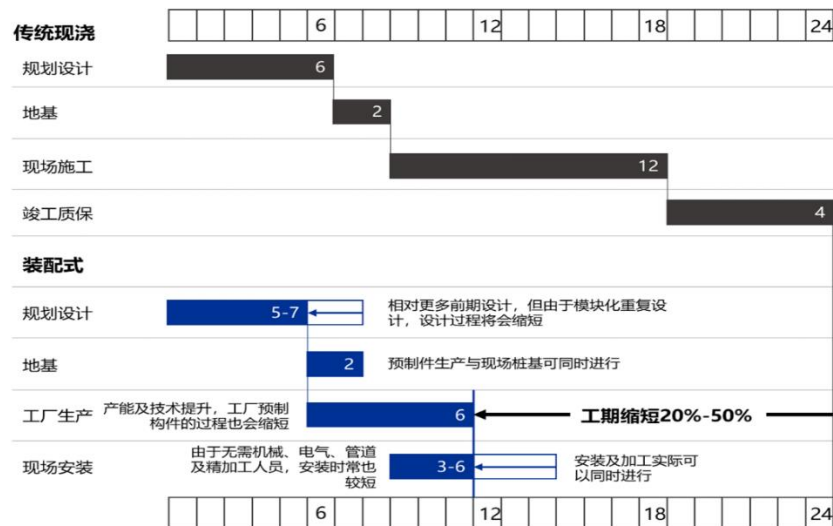 6 12 18 24
传统现浇
规划设计 6
地基 2
现场施工 12
竣工质保 4
装配式
规划设计 5-7 相对更多前期设计，但由于模块化重复设
计，设计过程将会缩短
地基 2 预制件生产与现场桩基可同时进行
工厂生产 产能及技术提升，工厂预制
构件的过程也会缩短 6 工期缩短20%-50%
现场安装 由于无需机械、电气、管道
及精加工人员，安装时常也
较短 3-6 安装及加工实际可
以同时进行
6 12 18 24